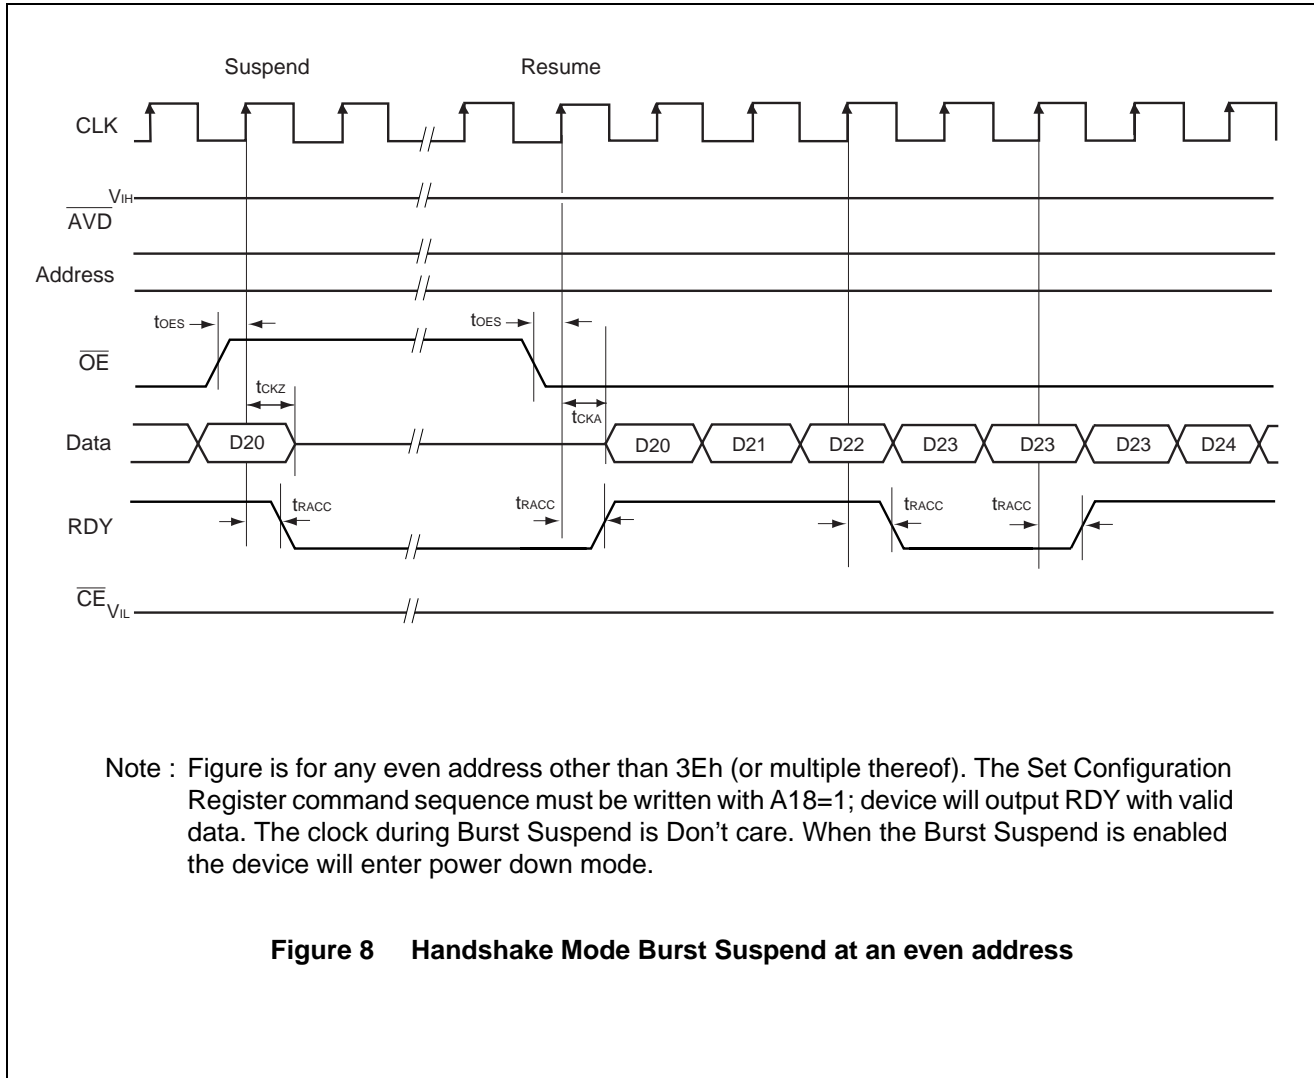 Suspend Resume
CLK
VIH
AVD
Address
tOES tOES
OE
tCKZ
tCKA
Data D20 D20 D21 D22 D23 D23 D23 D24
tRACC tRACC tRACC tRACC
RDY
CE VIL
Note : Figure is for any even address other than 3Eh (or multiple thereof). The Set Configuration
Register command sequence must be written with A18=1; device will output RDY with valid
data. The clock during Burst Suspend is Don’t care. When the Burst Suspend is enabled
the device will enter power down mode.
Figure 8 Handshake Mode Burst Suspend at an even address